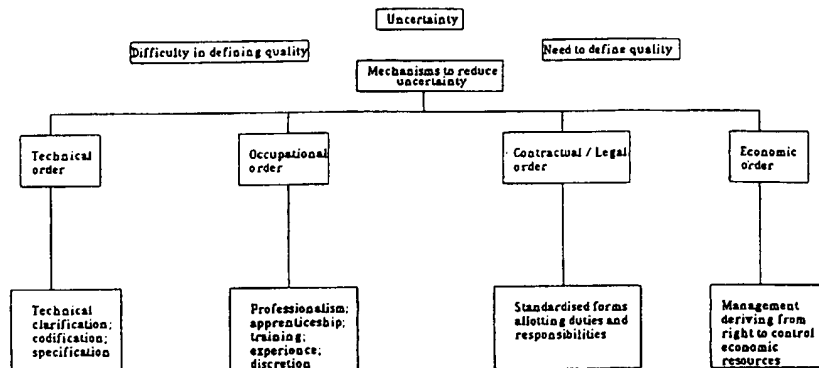 Uncertainty
Difficulty in defining quality
Need to define quality
Mechanisms to reduce
uncertainty
Technical
order
Occupational
order
Contractual / Legal
order
Economic
order
Technical
clarification;
codification;
specification
Professionalism;
apprenticeship;
training;
experience;
discretion
Standardised forms
allotting duties and
responsibilities
Management
deriving from
right to control
economic
resources